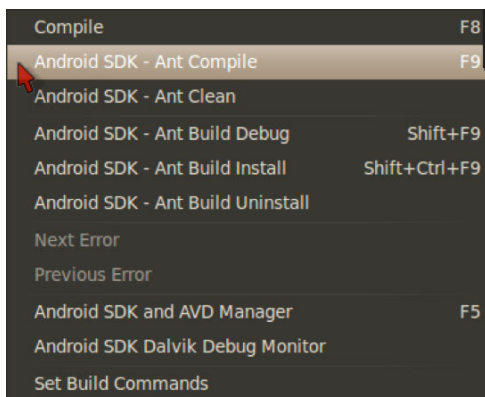 Compile F8
Android SDK - Ant Compile F9
Android SDK - Ant Clean
Android SDK - Ant Build Debug Shift+F9
Android SDK - Ant Build Install Shift+Ctrl+F9
Android SDK - Ant Build Uninstall
Next Error
Previous Error
Android SDK and AVD Manager F5
Android SDK Dalvik Debug Monitor
Set Build Commands